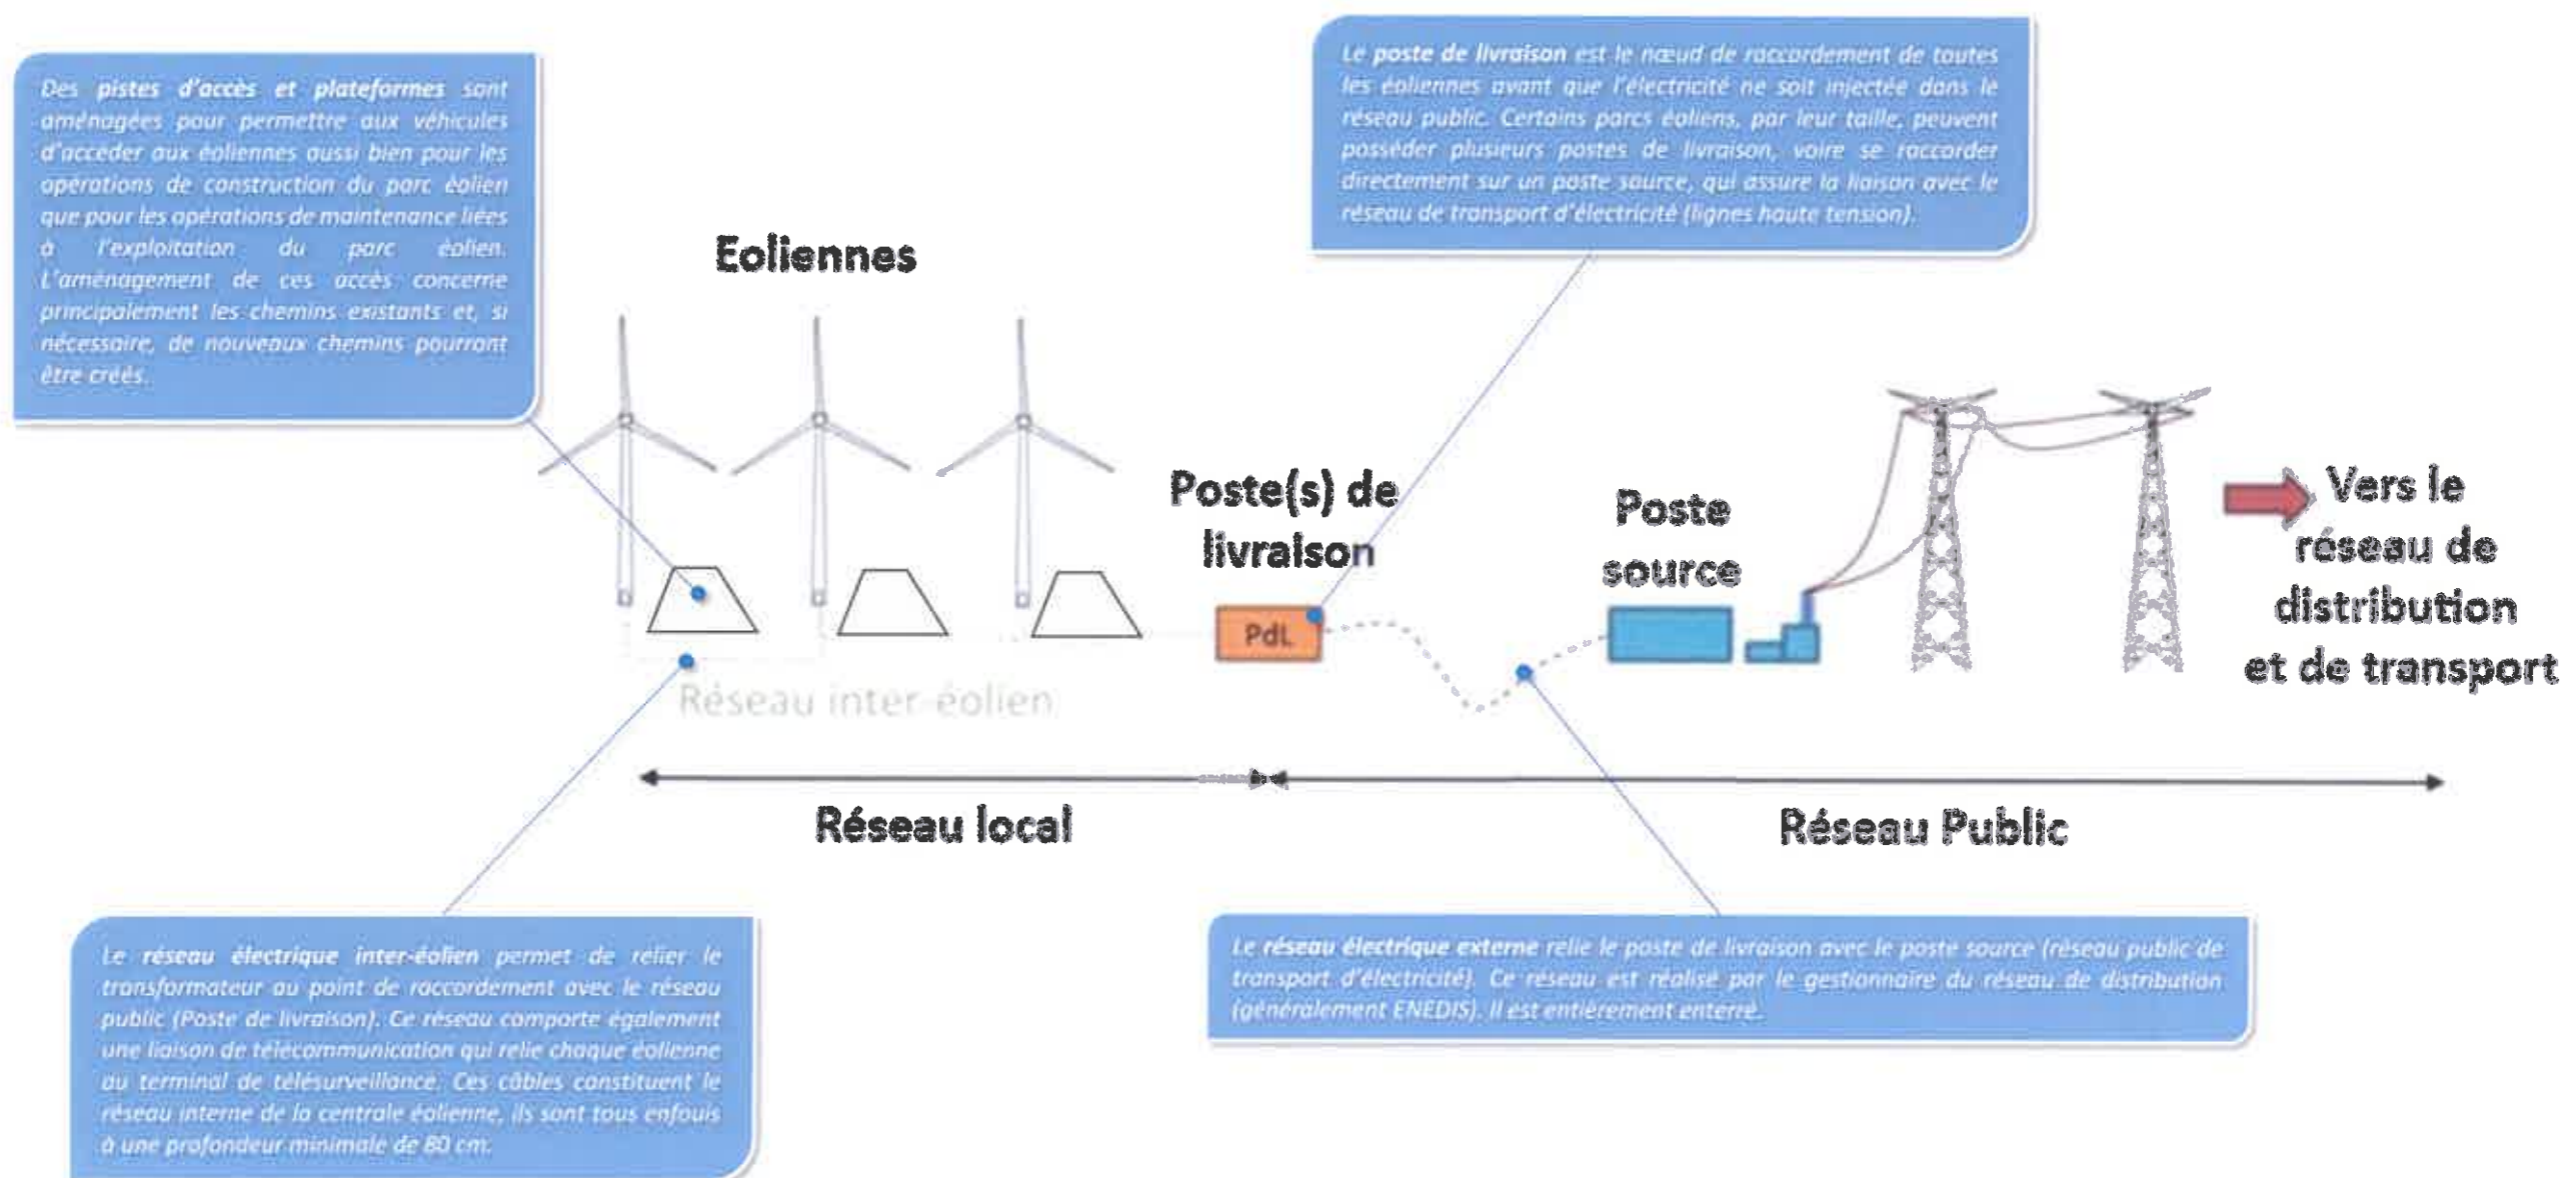 Des pistes d'accès et plateformes sont
aménagées pour permettre aux véhicules
d'accéder aux éoliennes aussi bien pour les
opérations de construction du parc éolien
que pour les opérations de maintenance liées
à l'exploitation du parc éolien.
L'aménagement de ces accès concerne
principalement les chemins existants et, si
nécessaire, de nouveaux chemins pourront
être créés.
Le poste de livraison est le nœud de raccordement de toutes
les éoliennes avant que l'électricité ne soit injectée dans le
réseau public. Certains parcs éoliens, par leur taille, peuvent
posséder plusieurs postes de livraison, voire se raccorder
directement sur un poste source, qui assure la liaison avec le
réseau de transport d'électricité (lignes haute tension).
Eoliennes
Poste(s) de
livraison
Poste
source
Vers le
réseau de
distribution
et de transport
PdL
Réseau inter-éolien
Réseau local
Réseau Public
Le réseau électrique inter-éolien permet de relier le
transformateur au point de raccordement avec le réseau
public (Poste de livraison). Ce réseau comporte également
une liaison de télécommunication qui relie chaque éolienne
au terminal de télésurveillance. Ces câbles constituent le
réseau interne de la centrale éolienne, ils sont tous enfouis
à une profondeur minimale de 80 cm.
Le réseau électrique externe relie le poste de livraison avec le poste source (réseau public de
transport d'électricité). Ce réseau est réalisé par le gestionnaire du réseau de distribution
(généralement ENEDIS). Il est entièrement enterré.